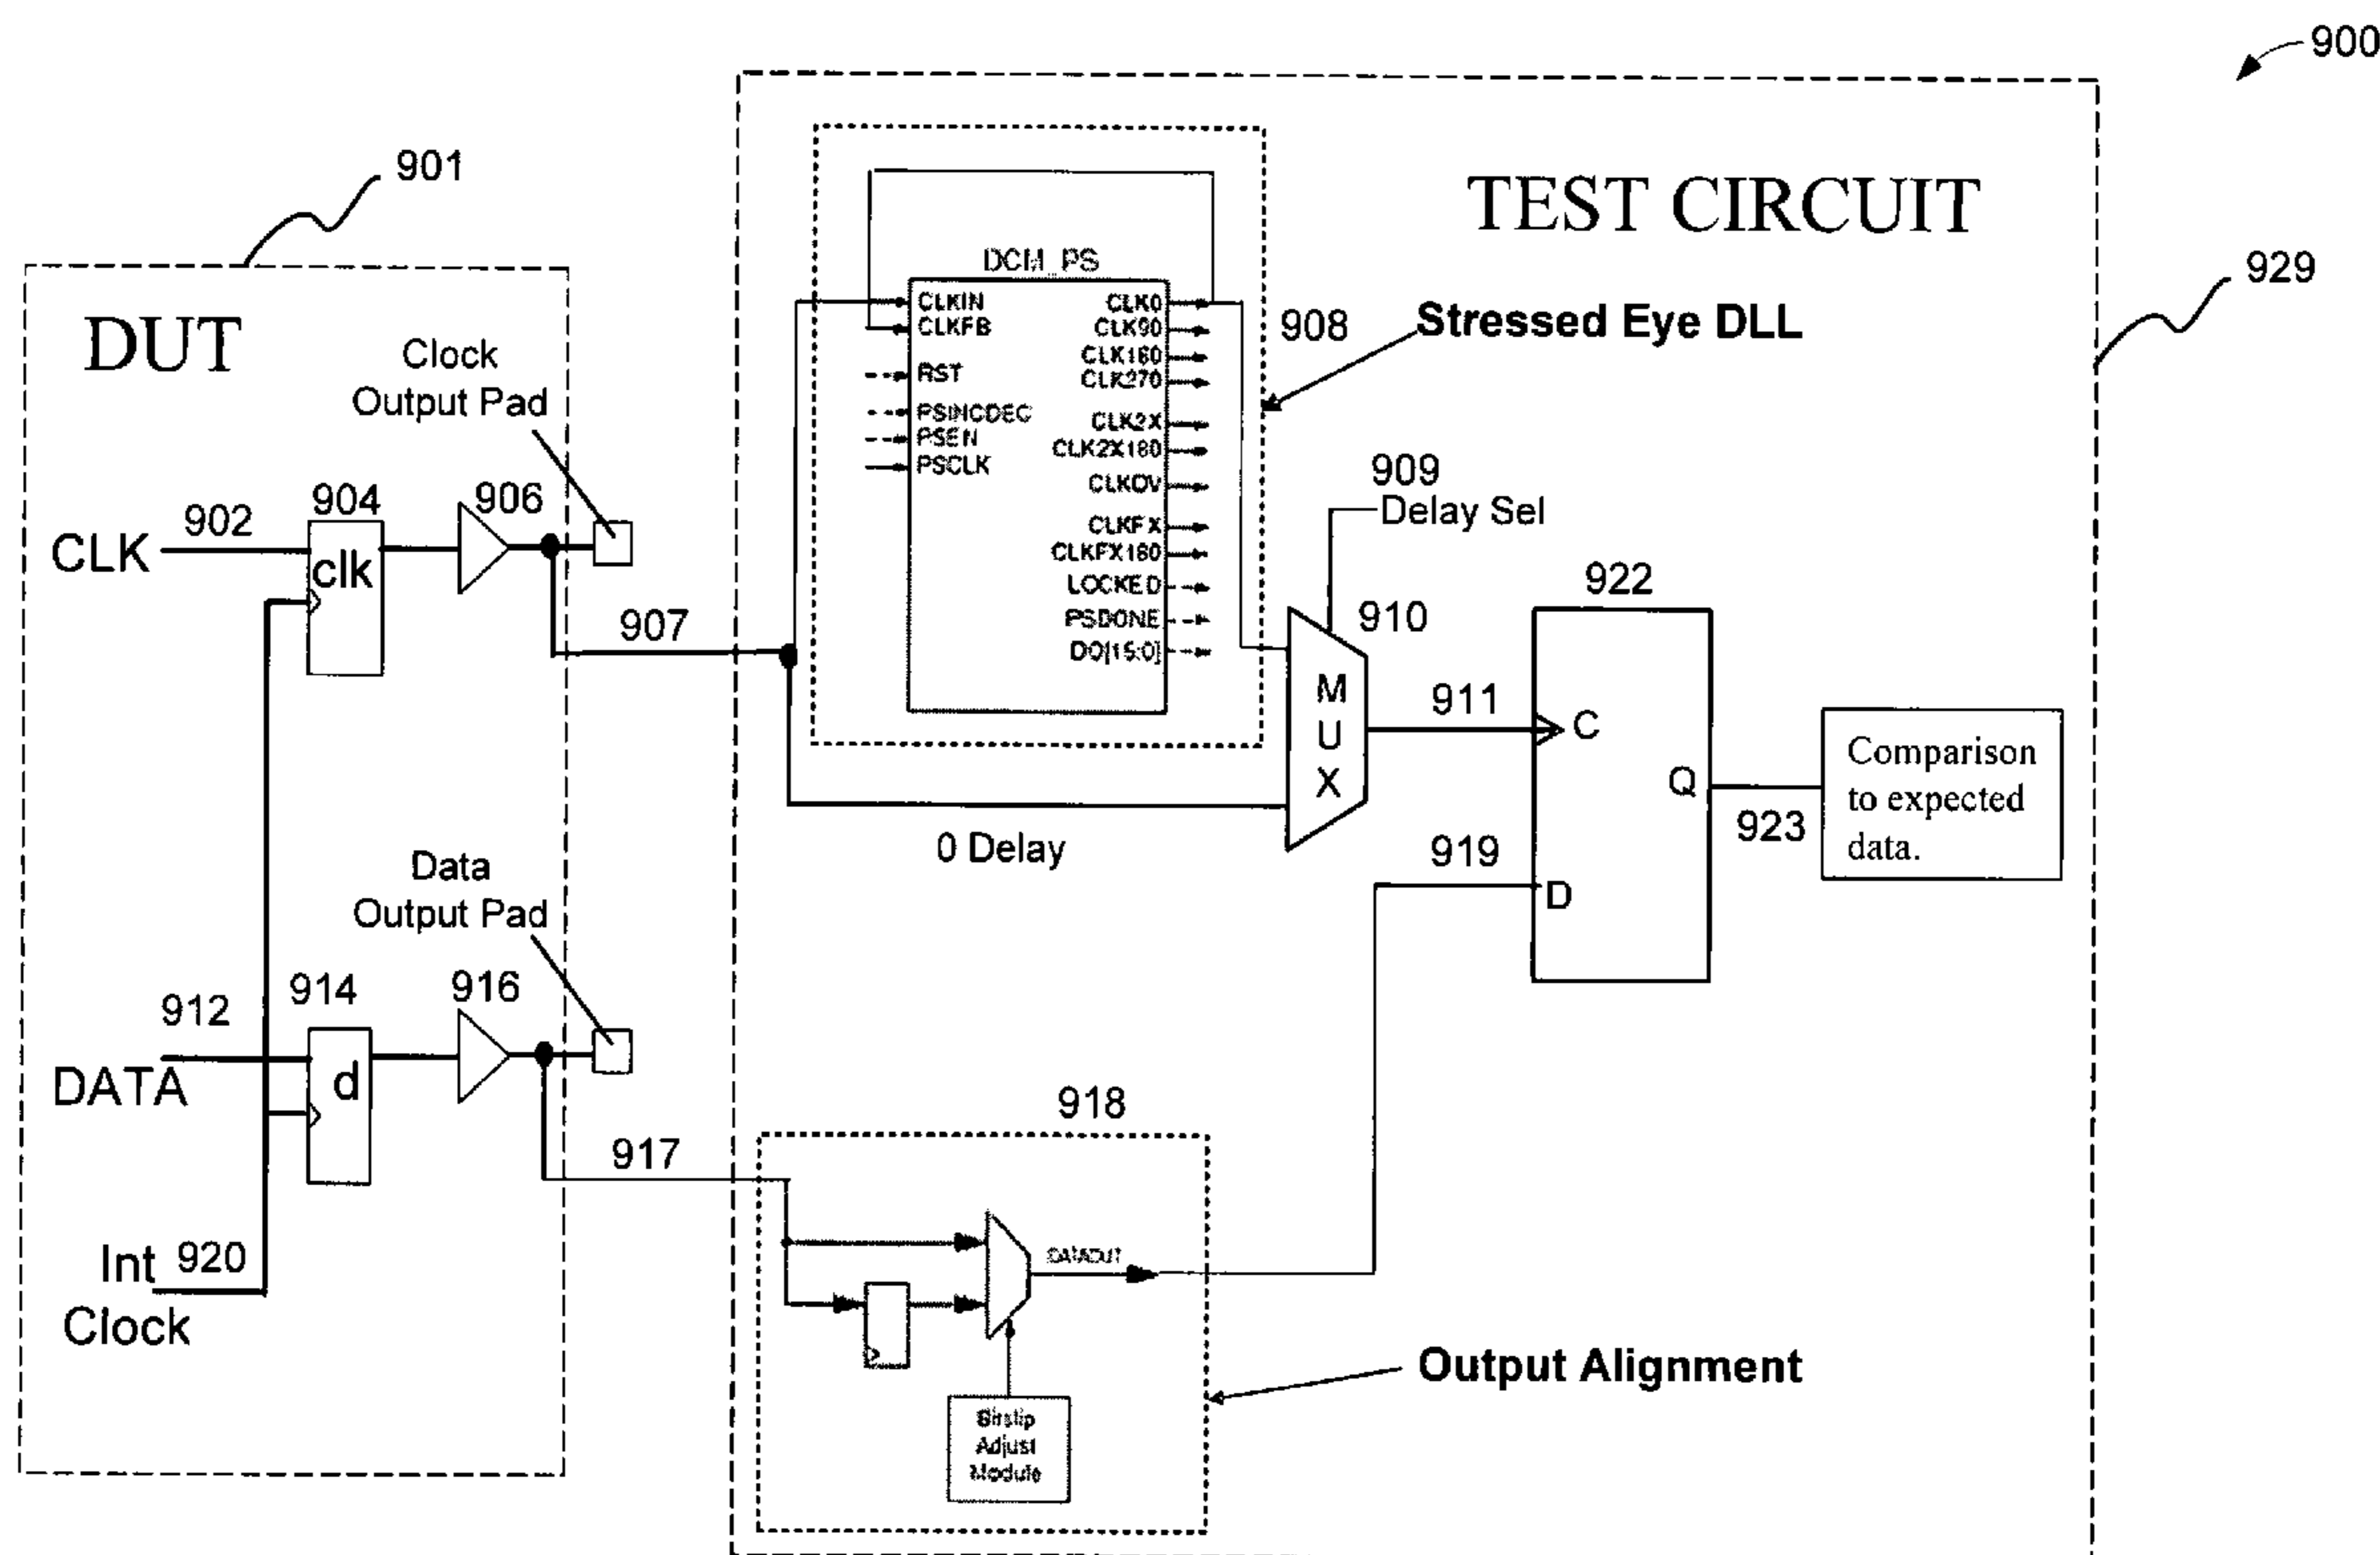 900
901
TEST CIRCUIT
929
DUT
Clock
Output Pad
DCM_PS
CLKIN
CLKFB
RST
PSINCDEC
PSEN
PSCLK
CLK0
CLK90
CLK180
CLK270
CLK2X
CLK2X180
CLKDV
CLKFX
CLKFX180
LOCKED
PSDONE
DO[15:0]
908
Stressed Eye DLL
909
Delay Sel
902
904
906
CLK
clk
907
910
M
U
X
911
922
C
Q
D
923
Comparison
to expected
data.
0 Delay
919
Data
Output Pad
912
914
916
DATA
d
917
918
Int
920
Clock
DATAOUT
Bitslip
Adjust
Module
Output Alignment